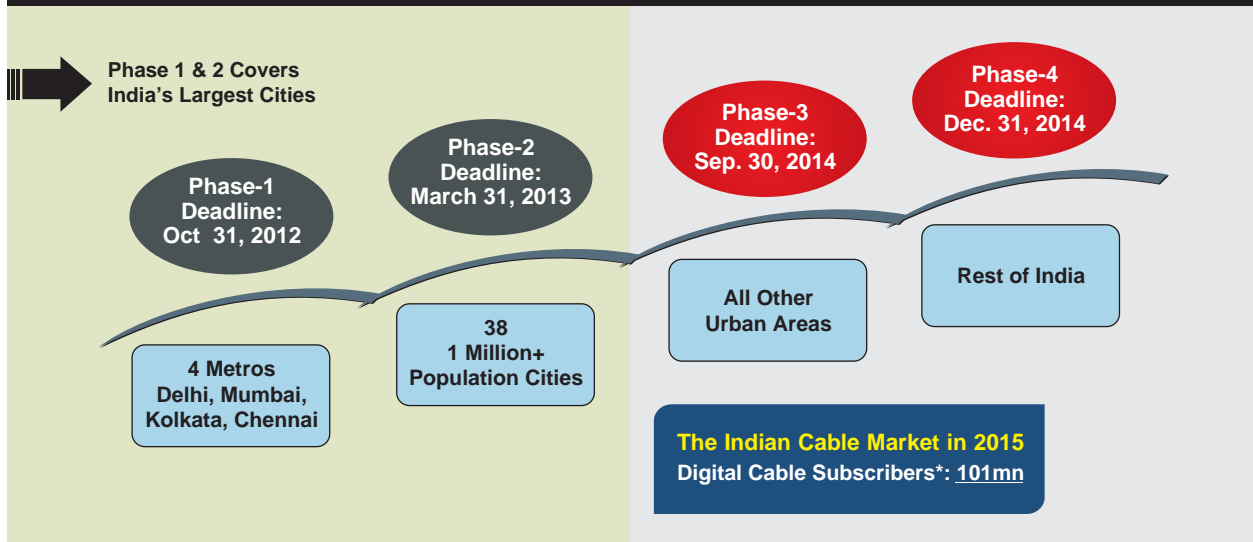 Phase 1 & 2 Covers
India's Largest Cities
Phase-1
Deadline:
Oct 31, 2012
4 Metros
Delhi, Mumbai,
Kolkata, Chennai
Phase-2
Deadline:
March 31, 2013
38
1 Million+
Population Cities
Phase-3
Deadline:
Sep. 30, 2014
All Other
Urban Areas
Phase-4
Deadline:
Dec. 31, 2014
Rest of India
The Indian Cable Market in 2015
Digital Cable Subscribers*: 101mn